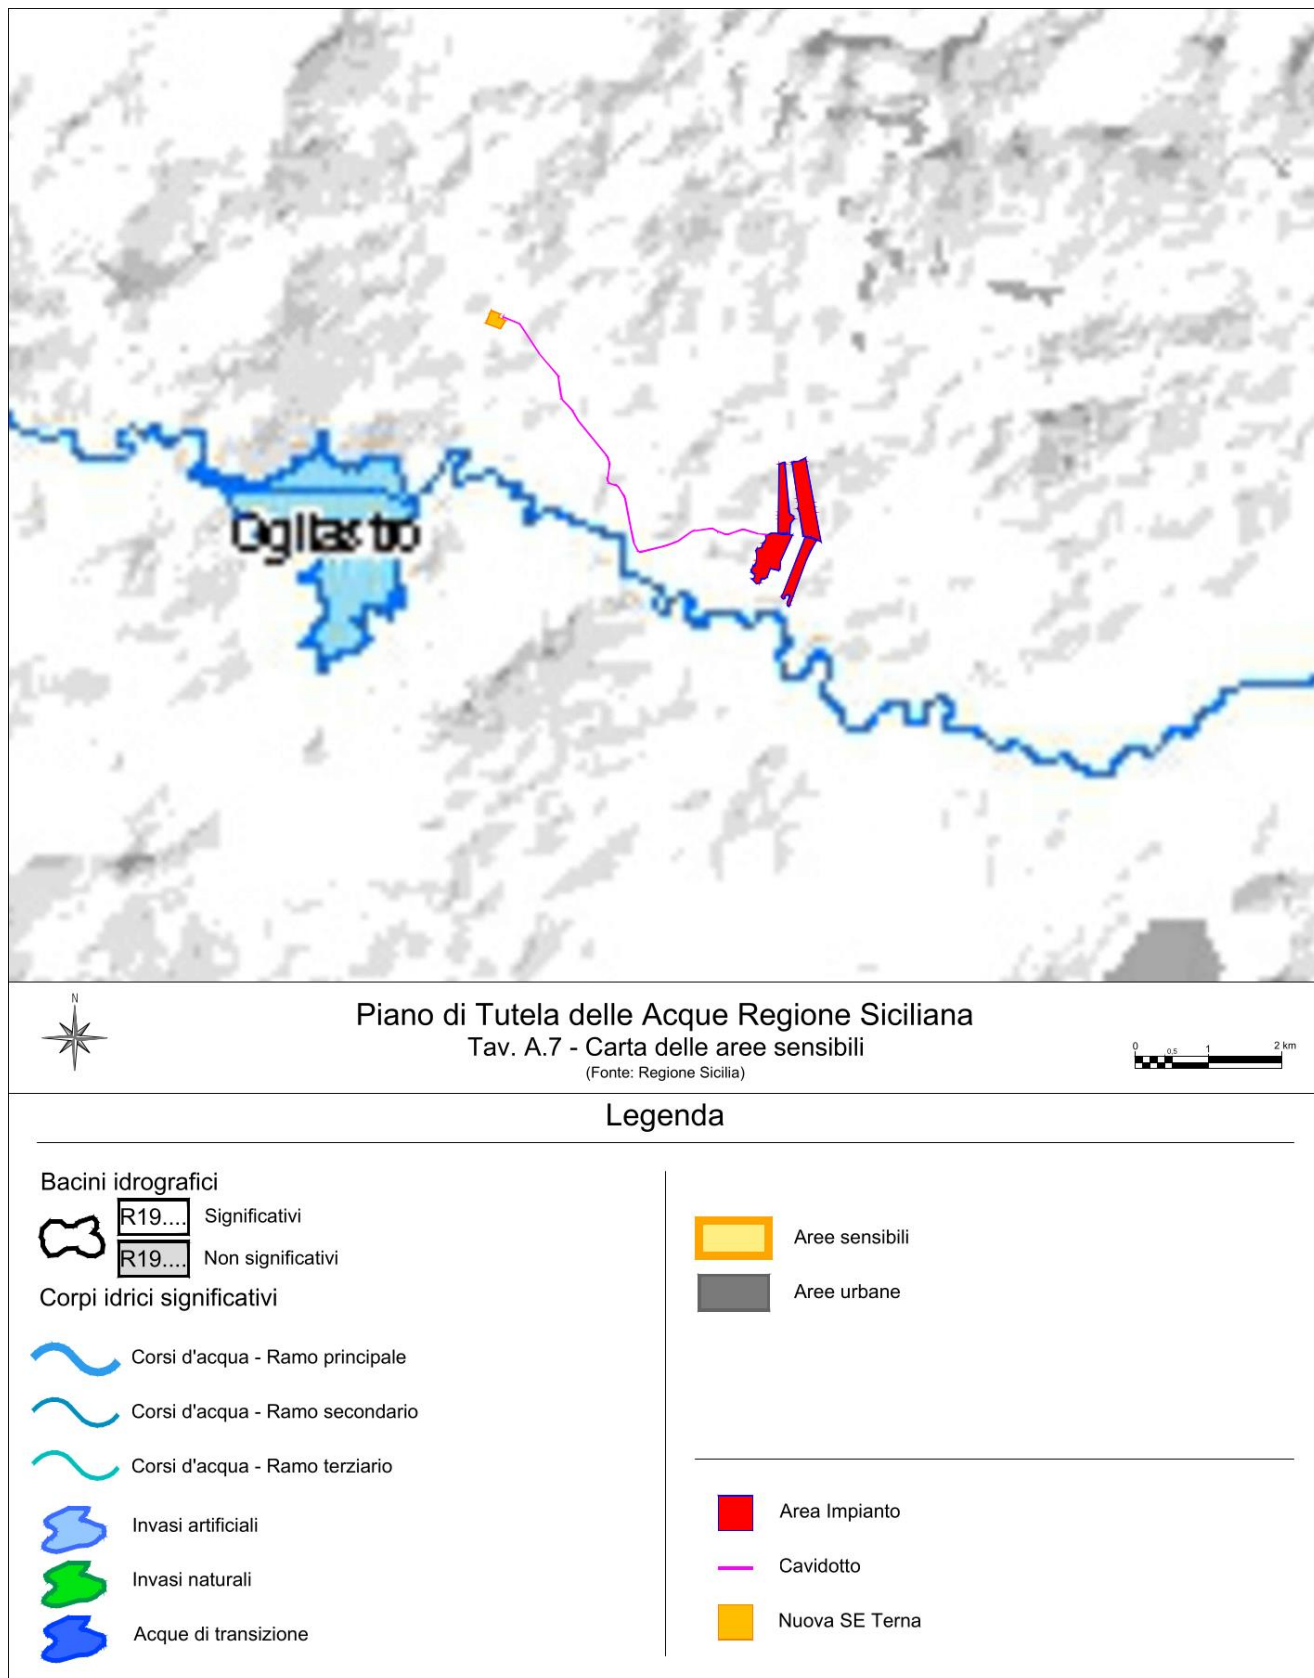 Ogliastro
N
Piano di Tutela delle Acque Regione Siciliana
Tav. A.7 - Carta delle aree sensibili
(Fonte: Regione Sicilia)
0 0,5 1 2 km
Legenda
Bacini idrografici
R19.... Significativi
R19.... Non significativi
Corpi idrici significativi
Corsi d'acqua - Ramo principale
Corsi d'acqua - Ramo secondario
Corsi d'acqua - Ramo terziario
Invasi artificiali
Invasi naturali
Acque di transizione
Aree sensibili
Aree urbane
Area Impianto
Cavidotto
Nuova SE Terna